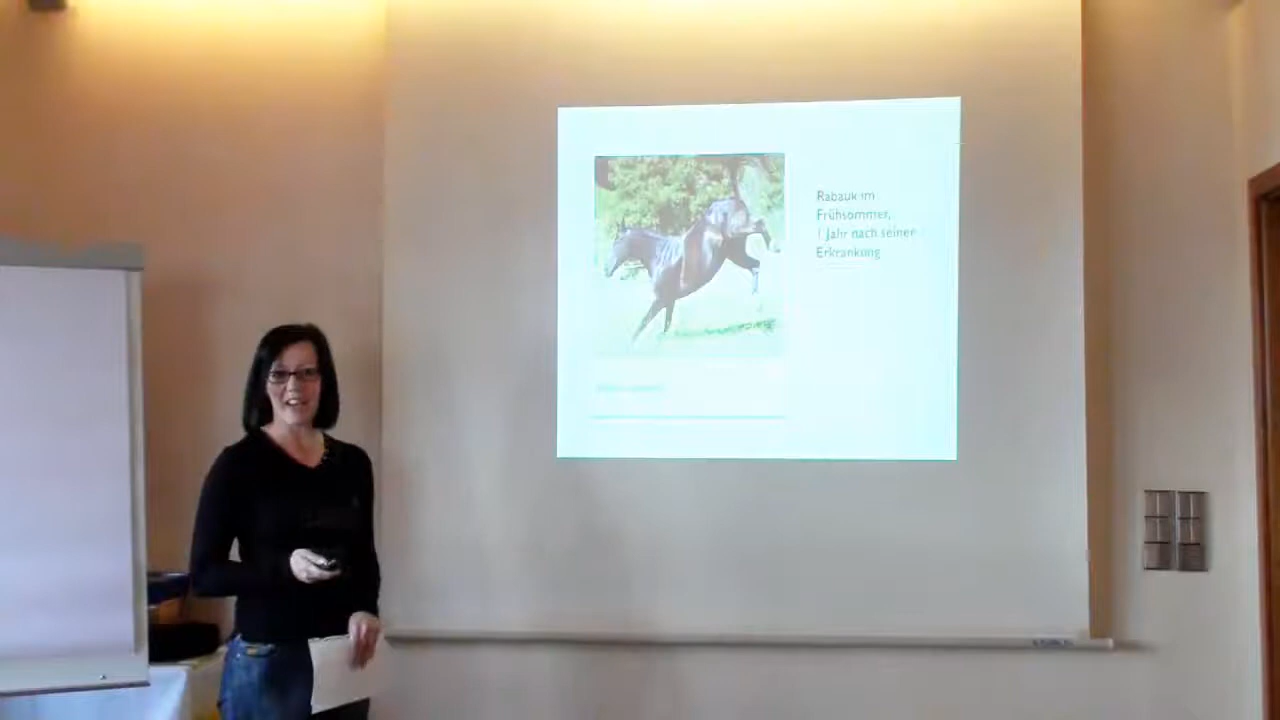 Rabauk im
Frühsommer,
1 Jahr nach seiner
Erkrankung